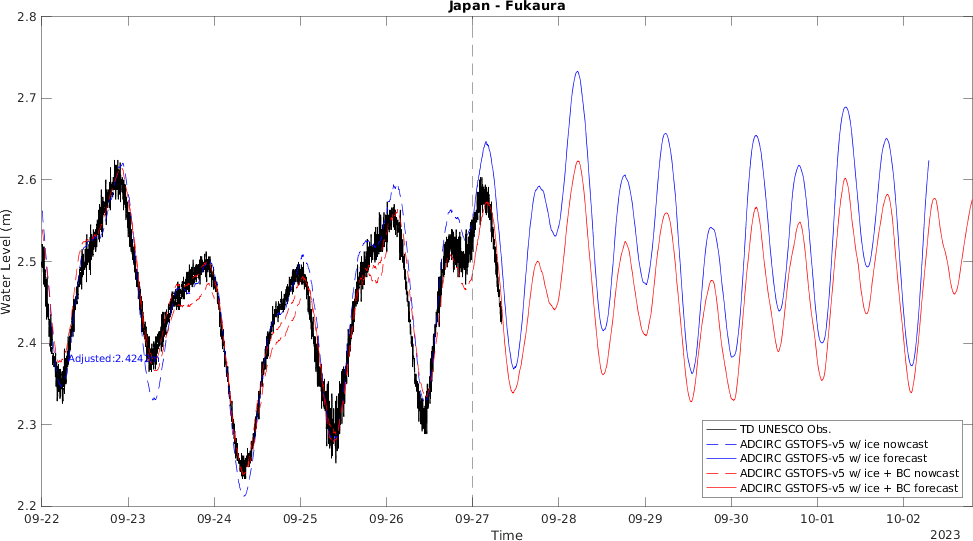 Japan - Fukaura
2.8
2.7
2.6
2.5
2.4
2.3
2.2
Water Level (m)
Adjusted:2.424
TD UNESCO Obs.
ADCIRC GSTOFS-v5 w/ ice nowcast
ADCIRC GSTOFS-v5 w/ ice forecast
ADCIRC GSTOFS-v5 w/ ice + BC nowcast
ADCIRC GSTOFS-v5 w/ ice + BC forecast
09-22 09-23 09-24 09-25 09-26 09-27 09-28 09-29 09-30 10-01 10-02
Time
2023